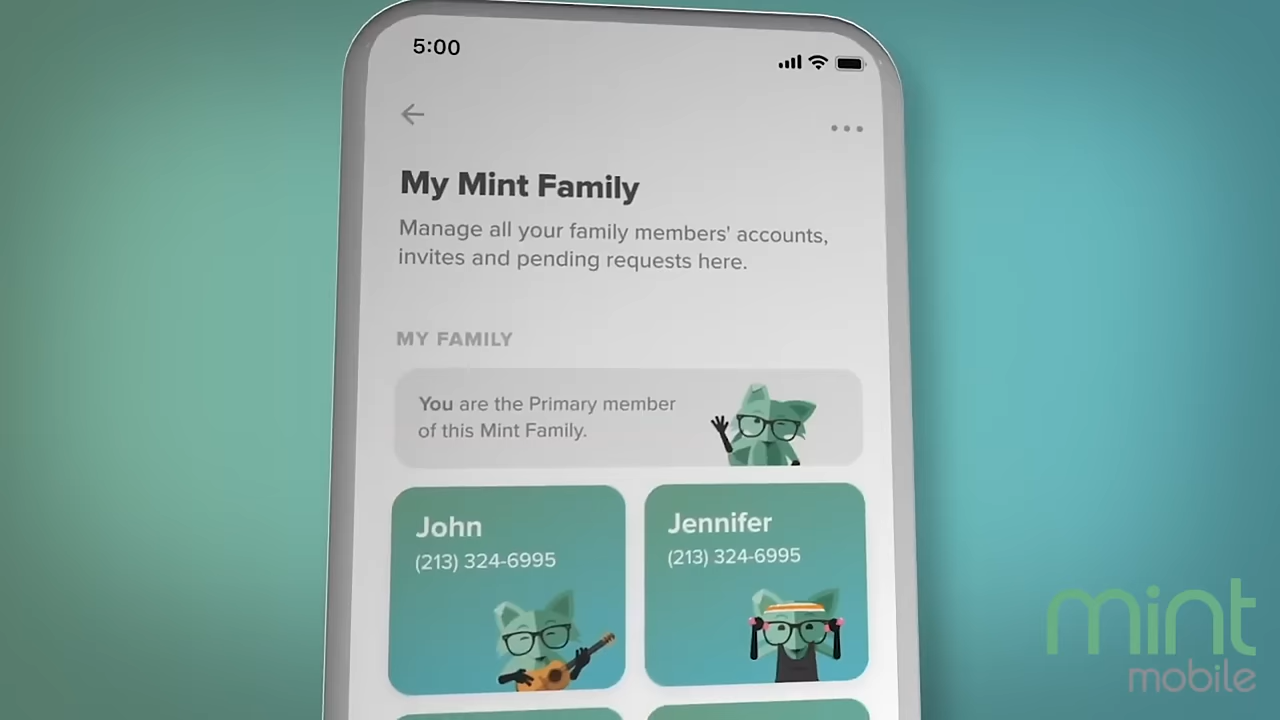 5:00
My Mint Family
Manage all your family members' accounts,
invites and pending requests here.
MY FAMILY
You are the Primary member
of this Mint Family.
John
(213) 324-6995
Jennifer
(213) 324-6995
mint
mobile